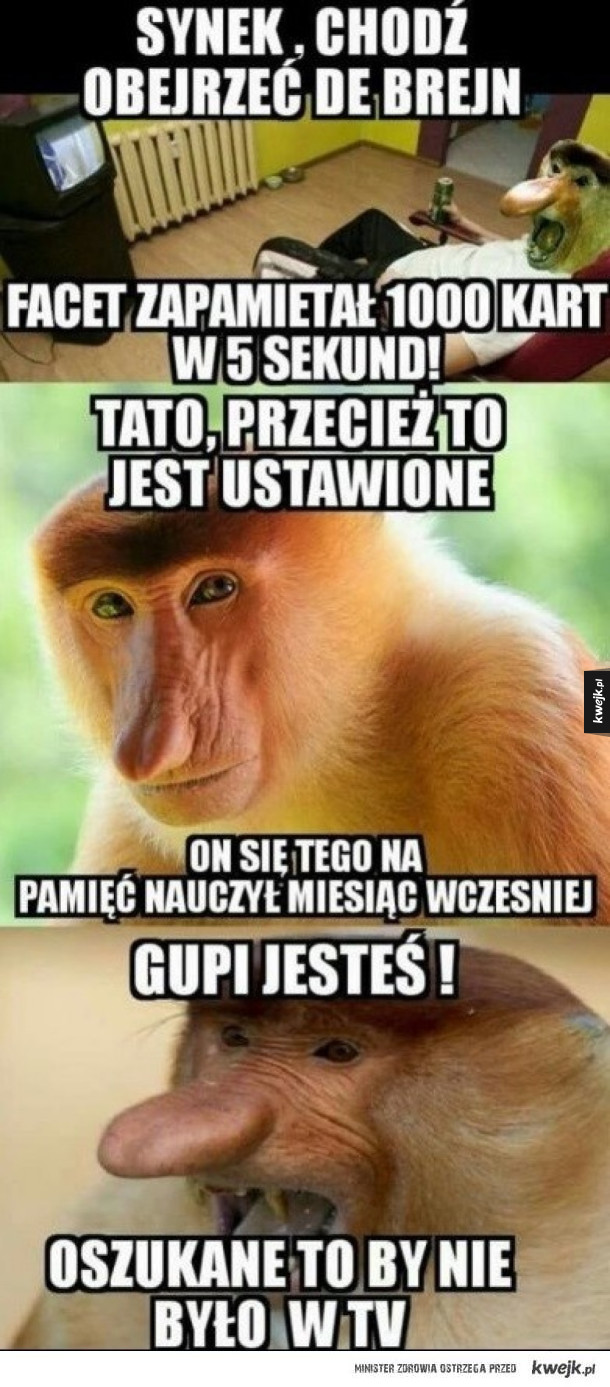 SYNEK , CHODŹ
OBEJRZEĆ DE BREJN
FACET ZAPAMIETAŁ 1000 KART
W 5 SEKUND!
TATO, PRZECIEŻ TO
JEST USTAWIONE
kwejk.pl
ON SIĘ TEGO NA
PAMIĘĆ NAUCZYŁ MIESIĄC WCZESNIEJ
GUPI JESTEŚ !
OSZUKANE TO BY NIE
BYŁO W TV
MINISTER ZDROWIA OSTRZEGA PRZED kwejk.pl